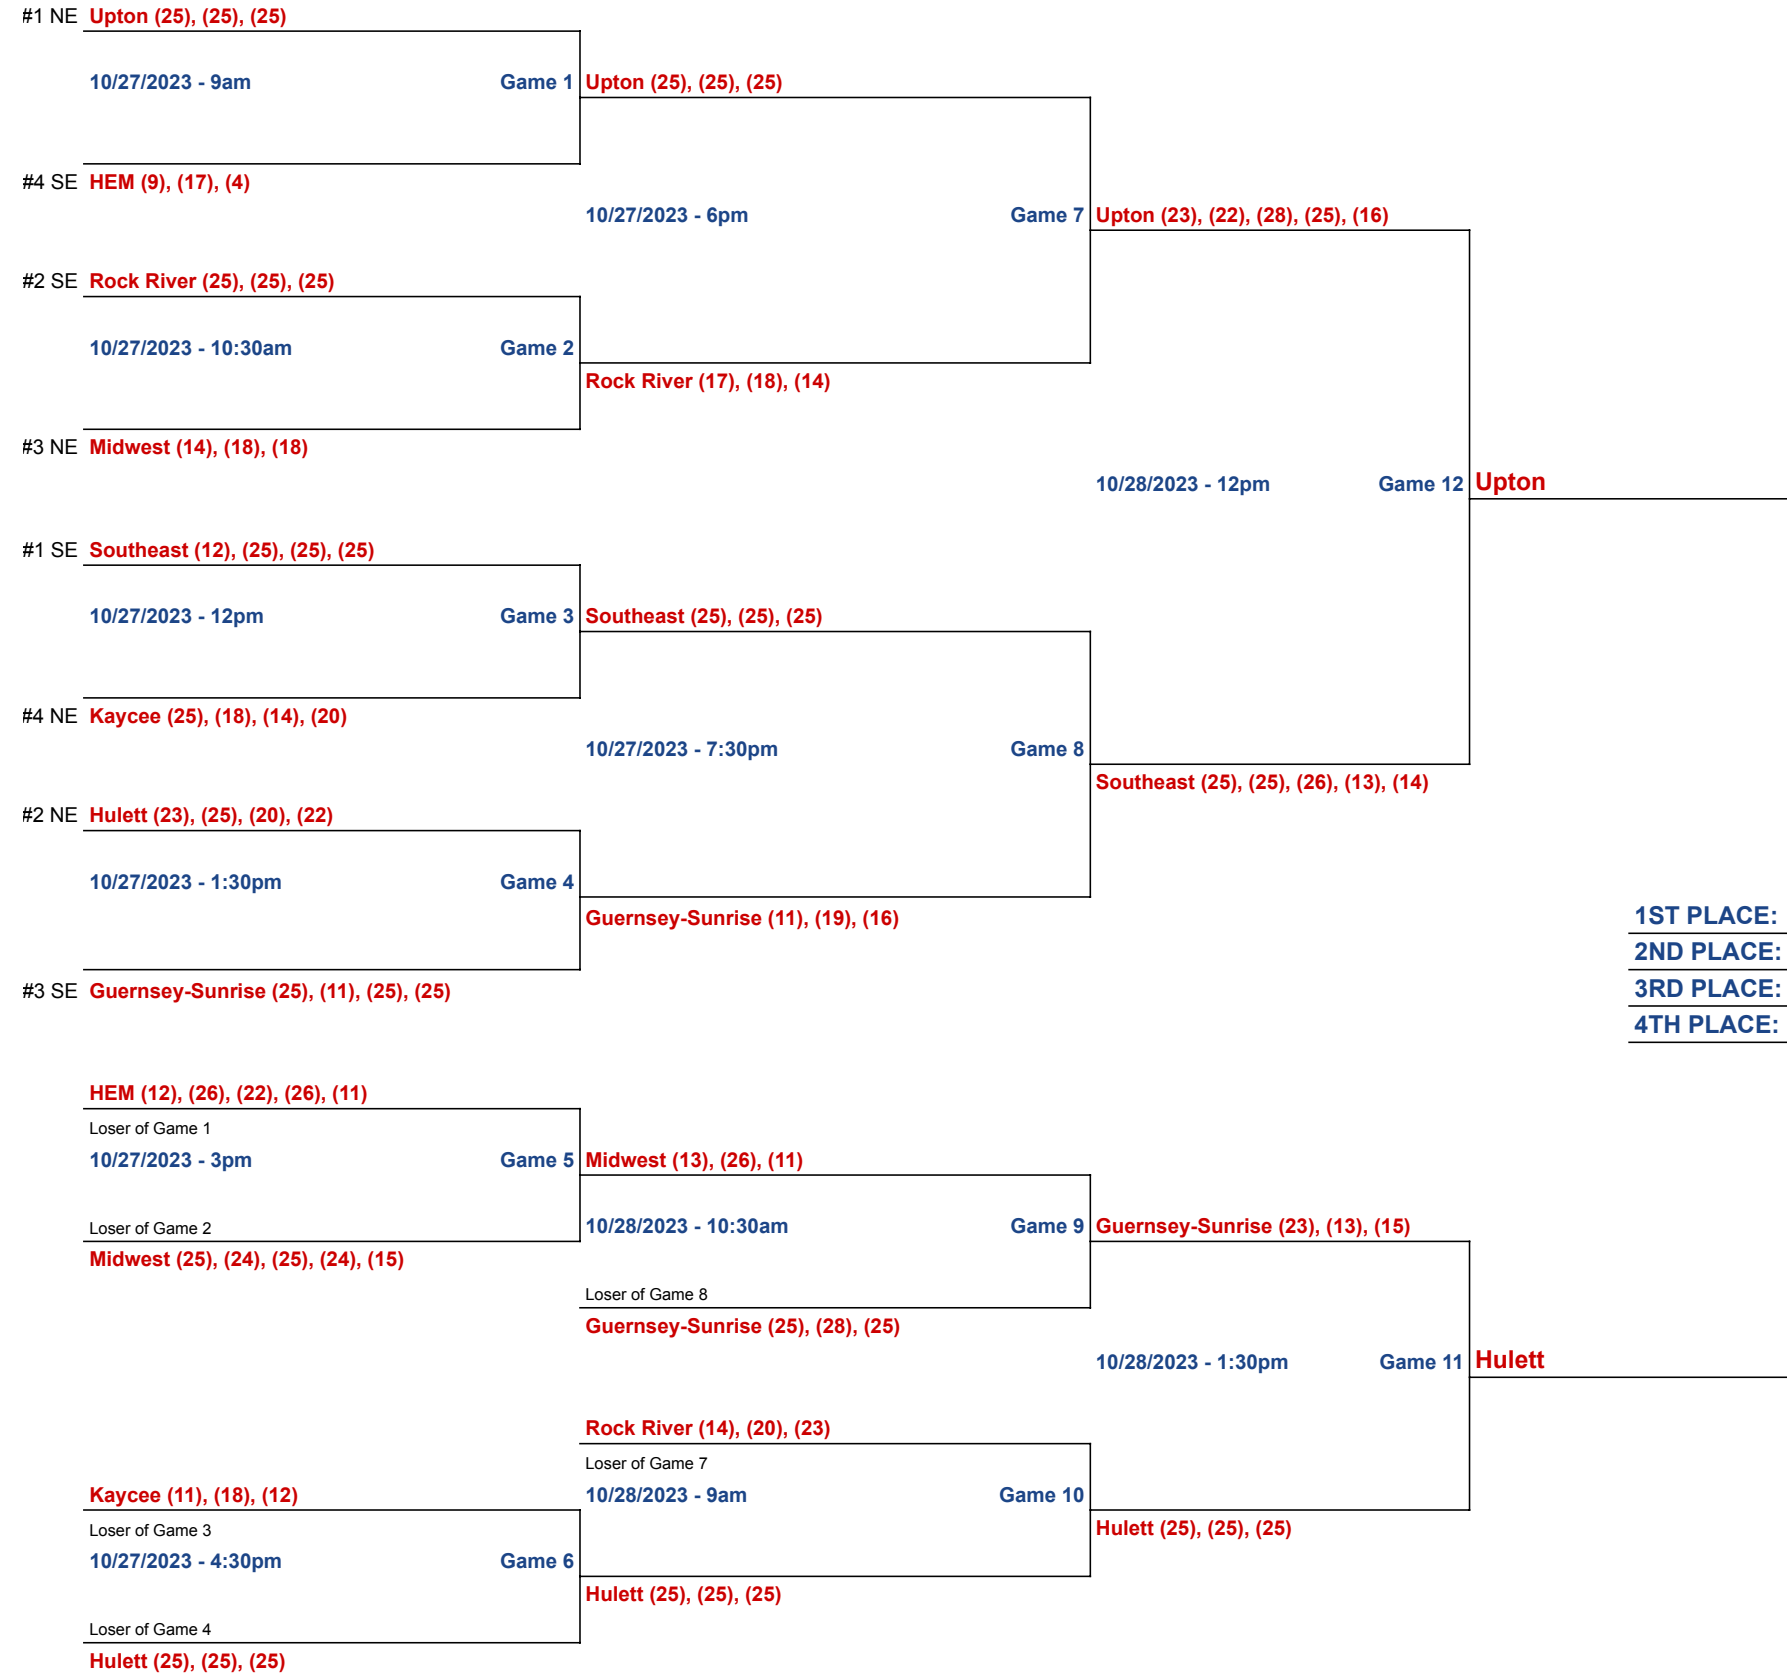 #1 NE Upton (25), (25), (25)
10/27/2023 - 9am Game 1 Upton (25), (25), (25)
#4 SE HEM (9), (17), (4)
10/27/2023 - 6pm Game 7 Upton (23), (22), (28), (25), (16)
#2 SE Rock River (25), (25), (25)
10/27/2023 - 10:30am Game 2
Rock River (17), (18), (14)
#3 NE Midwest (14), (18), (18)
10/28/2023 - 12pm Game 12 Upton
#1 SE Southeast (12), (25), (25), (25)
10/27/2023 - 12pm Game 3 Southeast (25), (25), (25)
#4 NE Kaycee (25), (18), (14), (20)
10/27/2023 - 7:30pm Game 8
Southeast (25), (25), (26), (13), (14)
#2 NE Hulett (23), (25), (20), (22)
10/27/2023 - 1:30pm Game 4
Guernsey-Sunrise (11), (19), (16)
1ST PLACE:
2ND PLACE:
#3 SE Guernsey-Sunrise (25), (11), (25), (25)
3RD PLACE:
4TH PLACE:
HEM (12), (26), (22), (26), (11)
Loser of Game 1
10/27/2023 - 3pm Game 5 Midwest (13), (26), (11)
Loser of Game 2
10/28/2023 - 10:30am Game 9 Guernsey-Sunrise (23), (13), (15)
Midwest (25), (24), (25), (24), (15)
Loser of Game 8
Guernsey-Sunrise (25), (28), (25)
10/28/2023 - 1:30pm Game 11 Hulett
Rock River (14), (20), (23)
Loser of Game 7
Kaycee (11), (18), (12)
10/28/2023 - 9am Game 10
Loser of Game 3
Hulett (25), (25), (25)
10/27/2023 - 4:30pm Game 6
Hulett (25), (25), (25)
Loser of Game 4
Hulett (25), (25), (25)